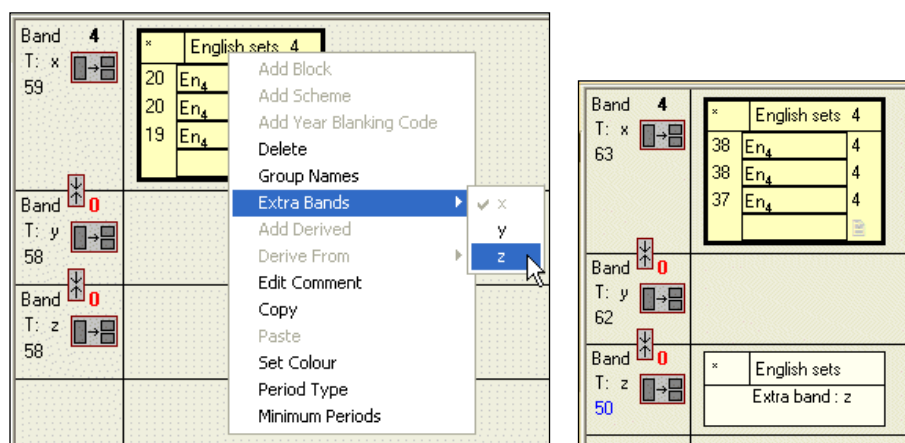 Band 4
T: x
59
* English sets 4
20 En4
20 En4
19 En4
Band 0
T: y
58
Band 0
T: z
58
Add Block
Add Scheme
Add Year Blanking Code
Delete
Group Names
Extra Bands
Add Derived
Derive From
Edit Comment
Copy
Paste
Set Colour
Period Type
Minimum Periods
x
y
z
Band 4
T: x
63
* English sets 4
38 En4 4
38 En4 4
37 En4 4
Band 0
T: y
62
Band 0
T: z
50
* English sets
Extra band : z